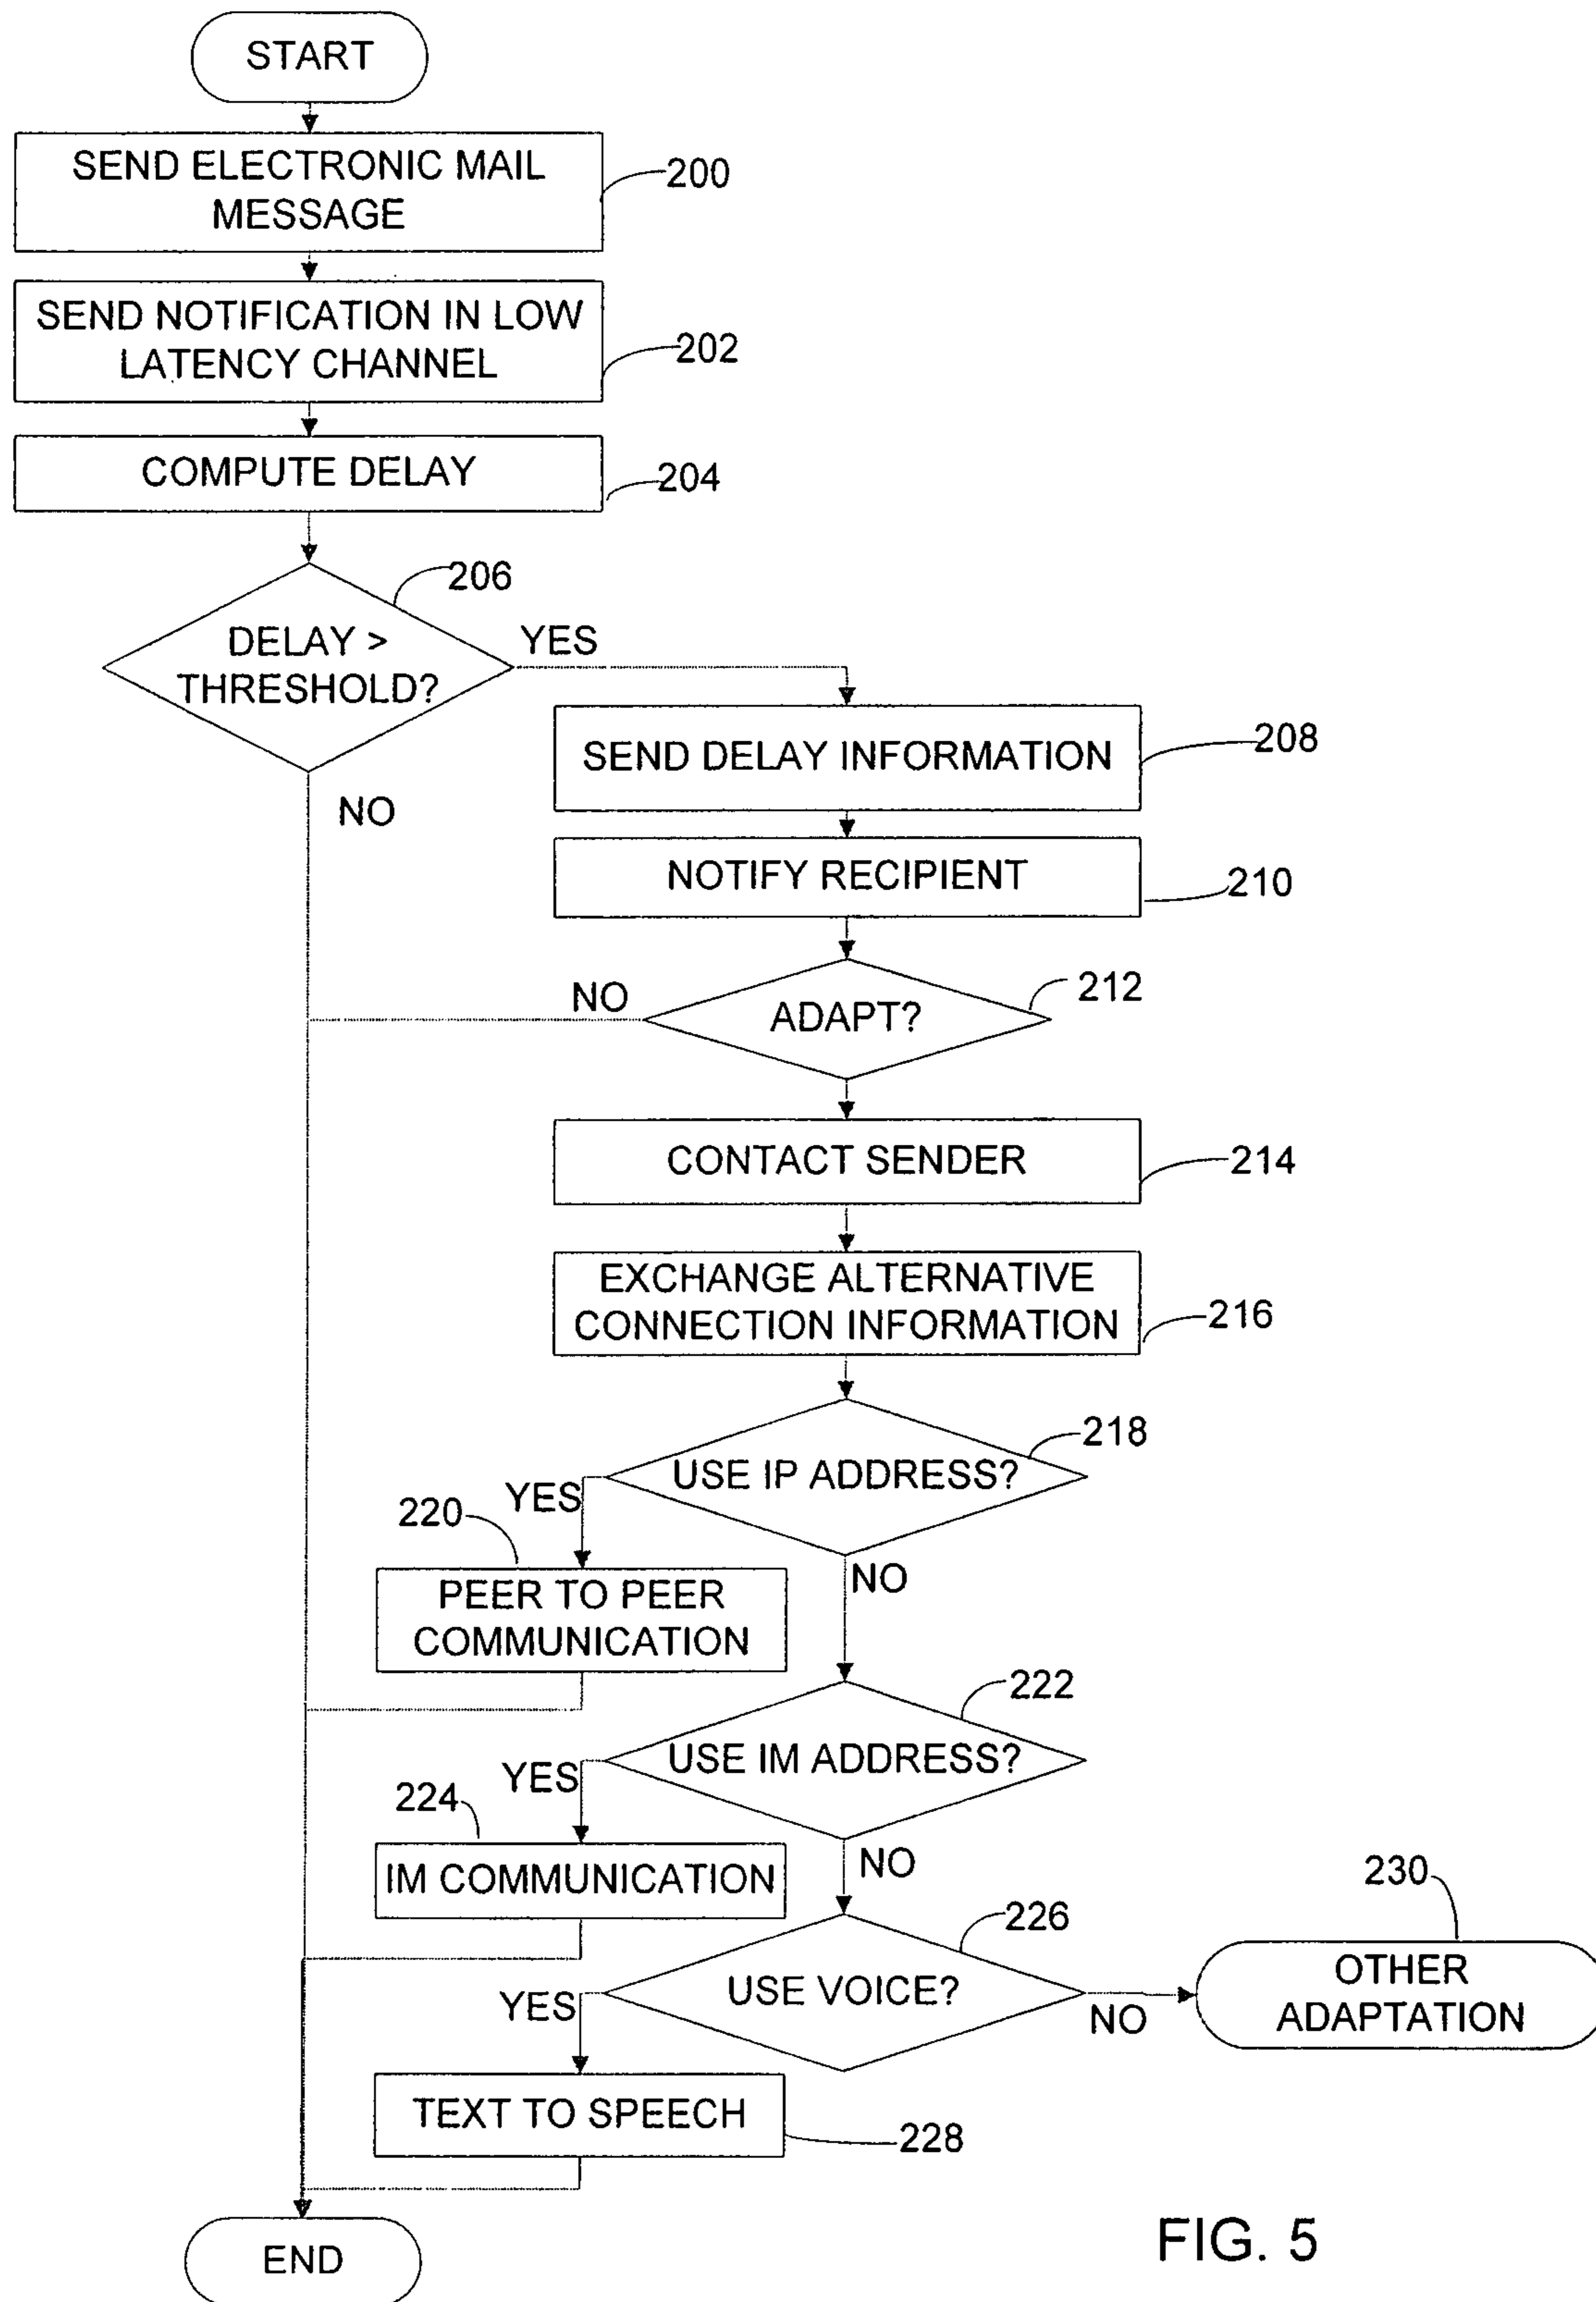 START
SEND ELECTRONIC MAIL
MESSAGE
200
SEND NOTIFICATION IN LOW
LATENCY CHANNEL
202
COMPUTE DELAY
204
206
DELAY >
THRESHOLD?
YES
NO
SEND DELAY INFORMATION
208
NOTIFY RECIPIENT
210
NO
ADAPT?
212
CONTACT SENDER
214
EXCHANGE ALTERNATIVE
CONNECTION INFORMATION
216
218
USE IP ADDRESS?
YES
220
NO
PEER TO PEER
COMMUNICATION
222
USE IM ADDRESS?
YES
224
NO
IM COMMUNICATION
226
230
USE VOICE?
YES
NO
OTHER
ADAPTATION
TEXT TO SPEECH
228
END
FIG. 5